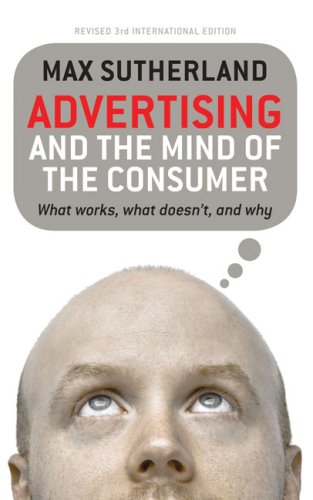 REVISED 3rd INTERNATIONAL EDITION
MAX SUTHERLAND
ADVERTISING
AND THE MIND OF
THE CONSUMER
What works, what doesn't, and why